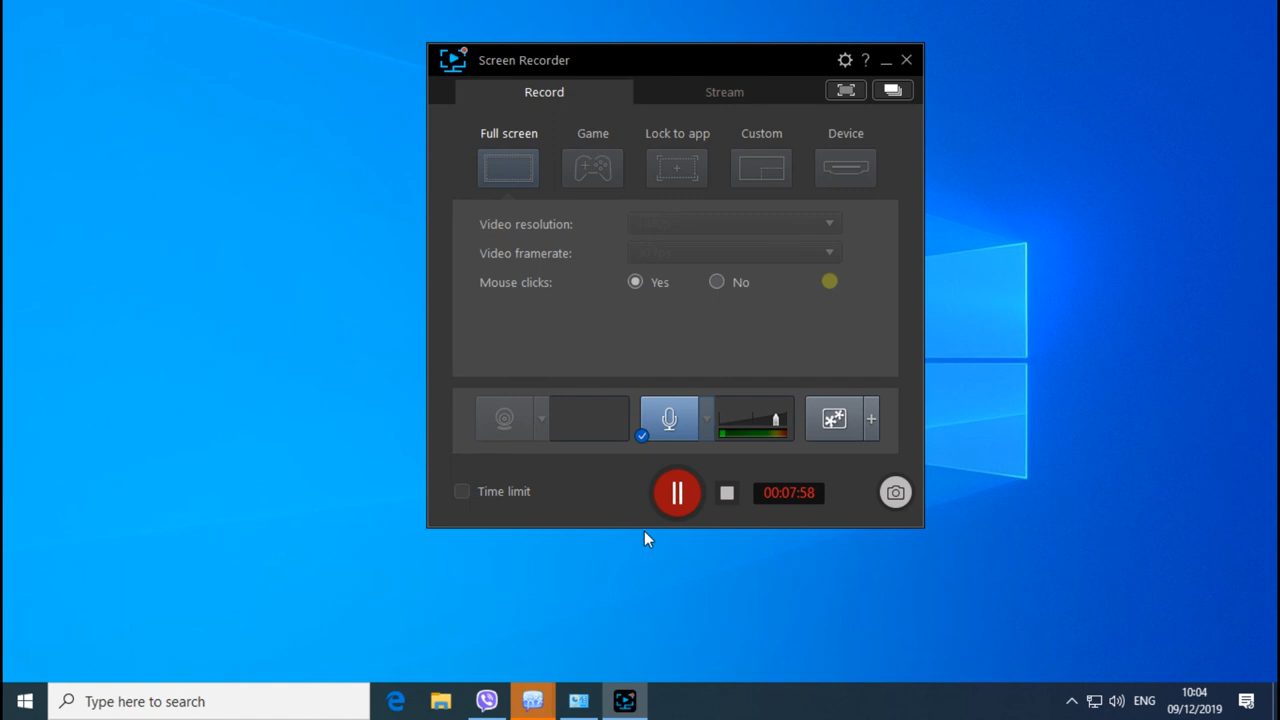 Screen Recorder
?
Record
Stream
Full screen
Game
Lock to app
Custom
Device
Video resolution:
Video framerate:
Mouse clicks:
Yes
No
Time limit
00:07:58
Type here to search
ENG
10:04
09/12/2019